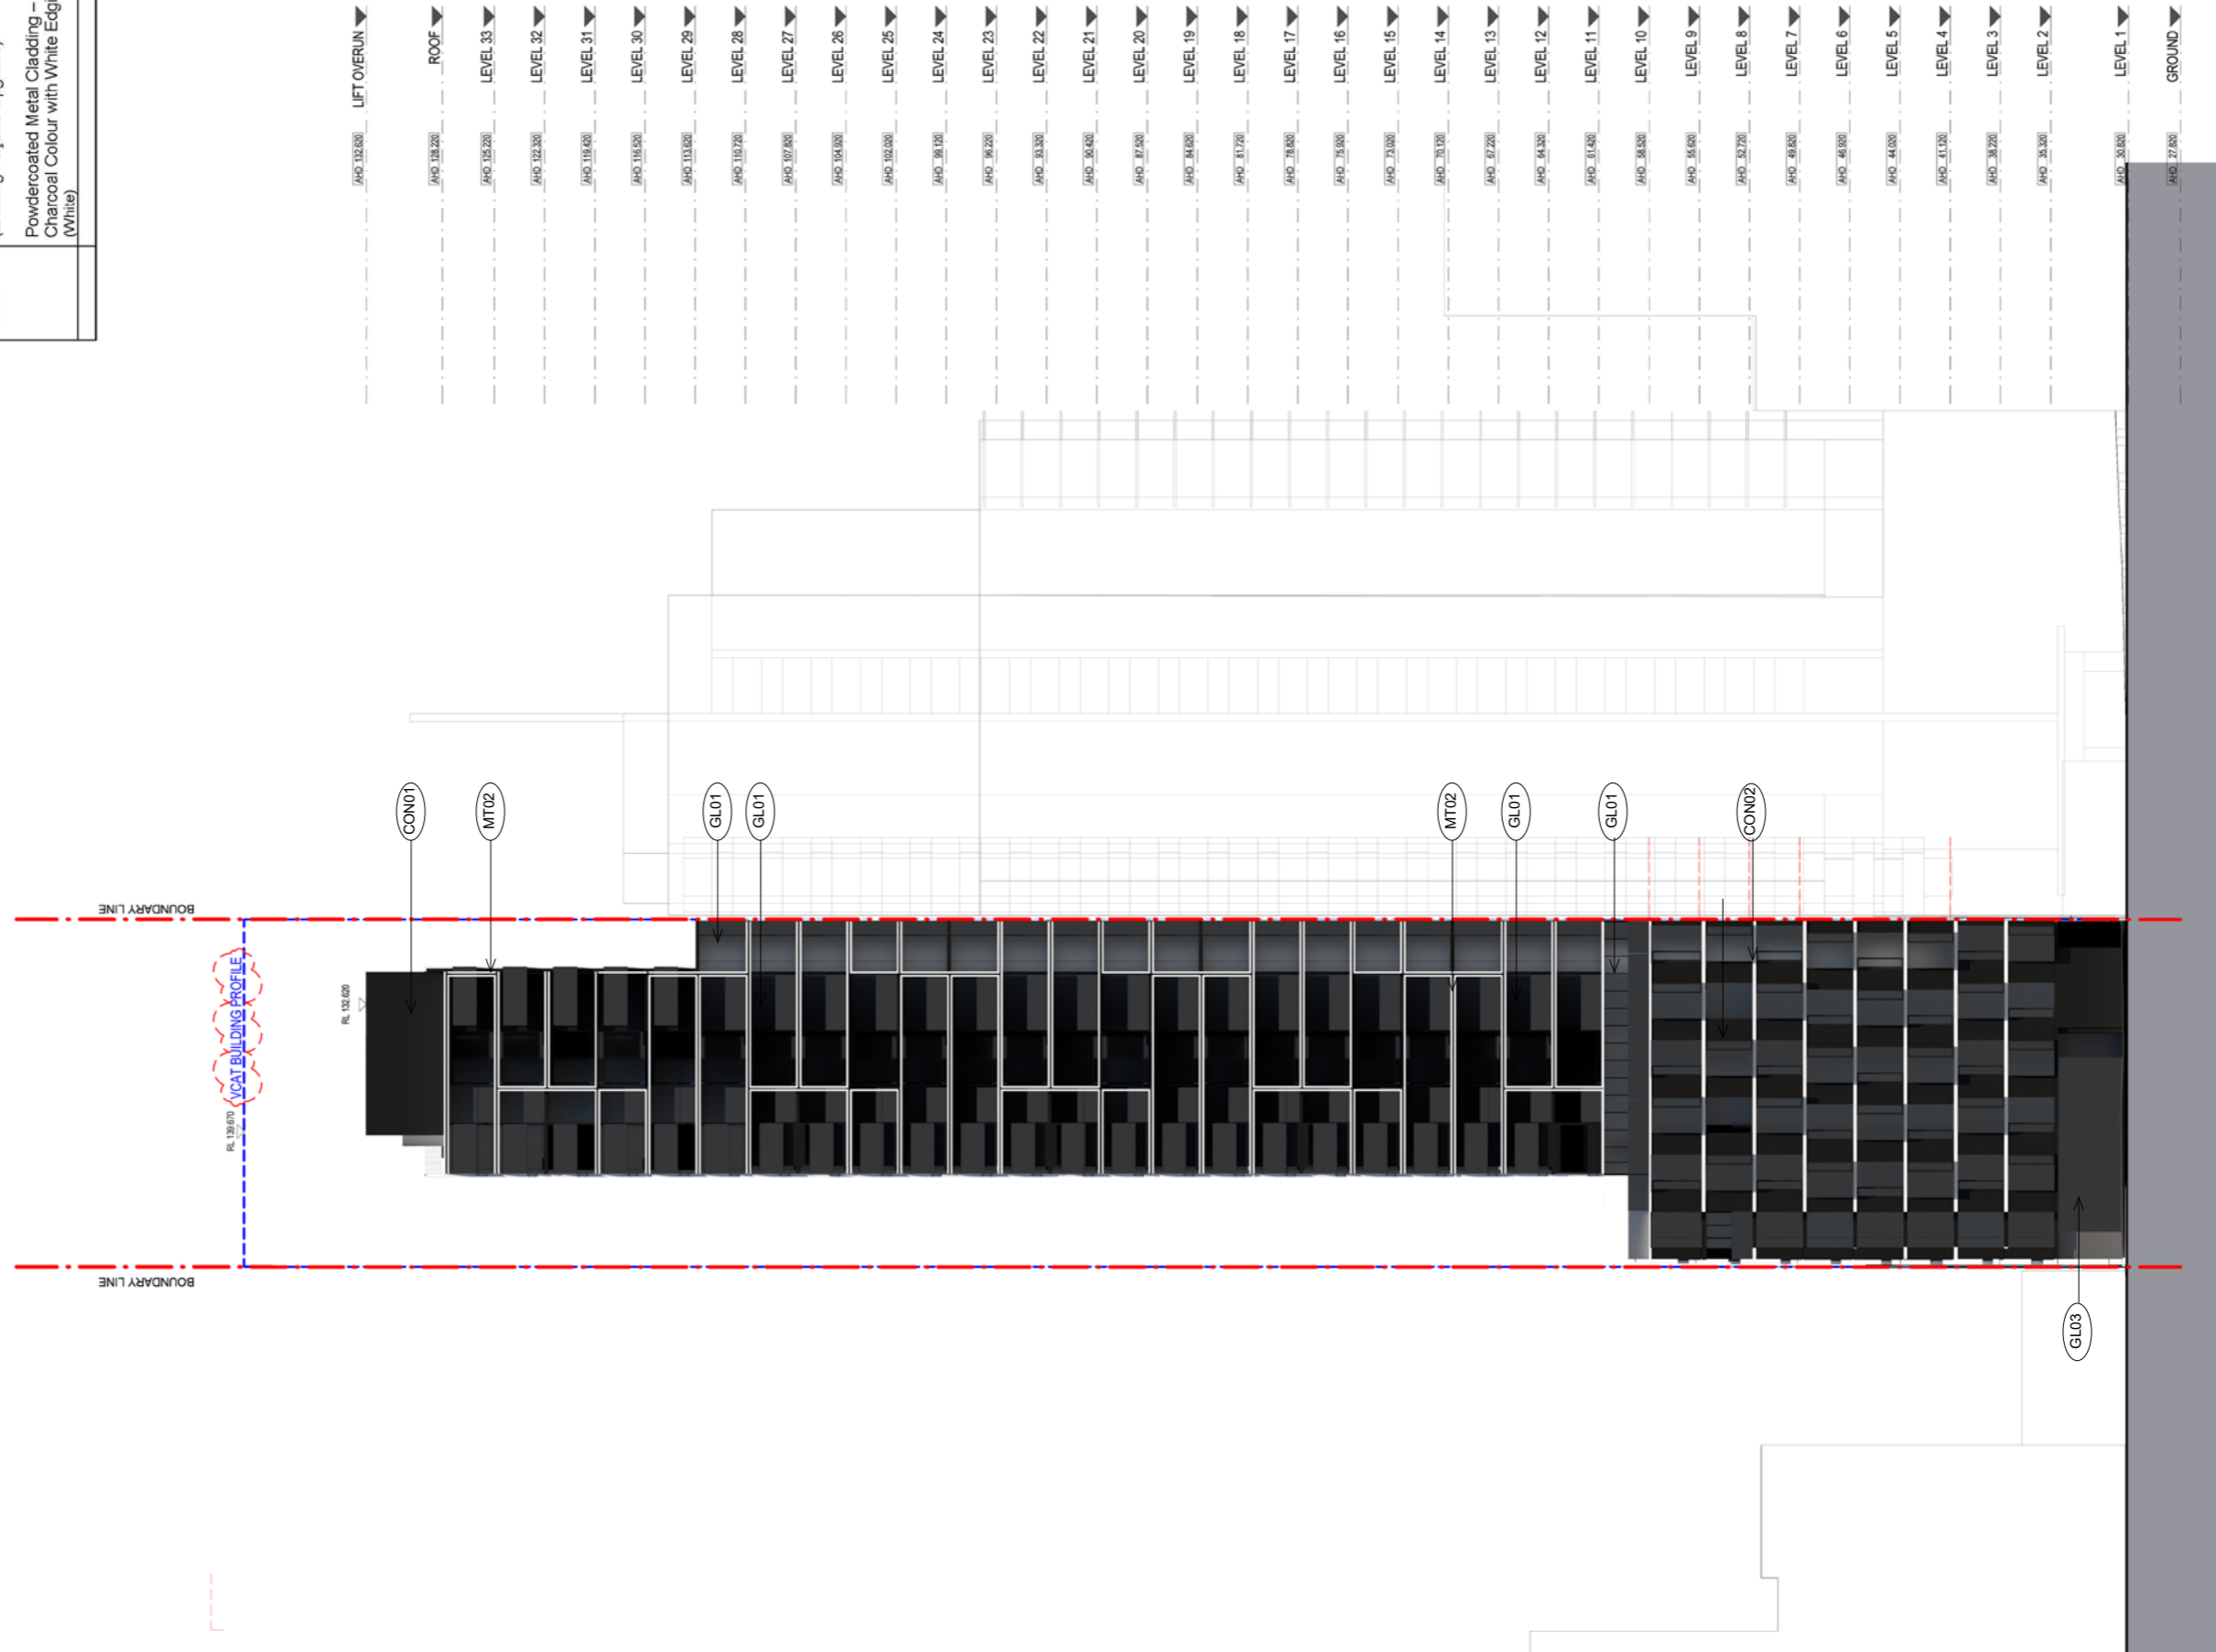 Powdercoated Metal Cladding –
Charcoal Colour with White Edgi
(White)
LIFT OVERUN
AHD 132.620
ROOF
AHD 128.220
LEVEL 33
AHD 125.220
LEVEL 32
AHD 122.320
LEVEL 31
AHD 119.420
LEVEL 30
AHD 116.520
LEVEL 29
AHD 113.620
LEVEL 28
AHD 110.720
LEVEL 27
AHD 107.820
LEVEL 26
AHD 104.920
LEVEL 25
AHD 102.020
LEVEL 24
AHD 99.120
LEVEL 23
AHD 96.220
LEVEL 22
AHD 93.320
LEVEL 21
AHD 90.420
LEVEL 20
AHD 87.520
LEVEL 19
AHD 84.620
LEVEL 18
AHD 81.720
LEVEL 17
AHD 78.820
LEVEL 16
AHD 75.920
LEVEL 15
AHD 73.020
LEVEL 14
AHD 70.120
LEVEL 13
AHD 67.220
LEVEL 12
AHD 64.320
LEVEL 11
AHD 61.420
LEVEL 10
AHD 58.520
LEVEL 9
AHD 55.620
LEVEL 8
AHD 52.720
LEVEL 7
AHD 49.820
LEVEL 6
AHD 46.920
LEVEL 5
AHD 44.020
LEVEL 4
AHD 41.120
LEVEL 3
AHD 38.220
LEVEL 2
AHD 35.320
LEVEL 1
AHD 30.820
GROUND
AHD 27.820
BOUNDARY LINE
BOUNDARY LINE
VCAT BUILDING PROFILE
RL 139.670
RL 132.620
CON01
MT02
GL01
GL01
MT02
GL01
GL01
CON02
GL03